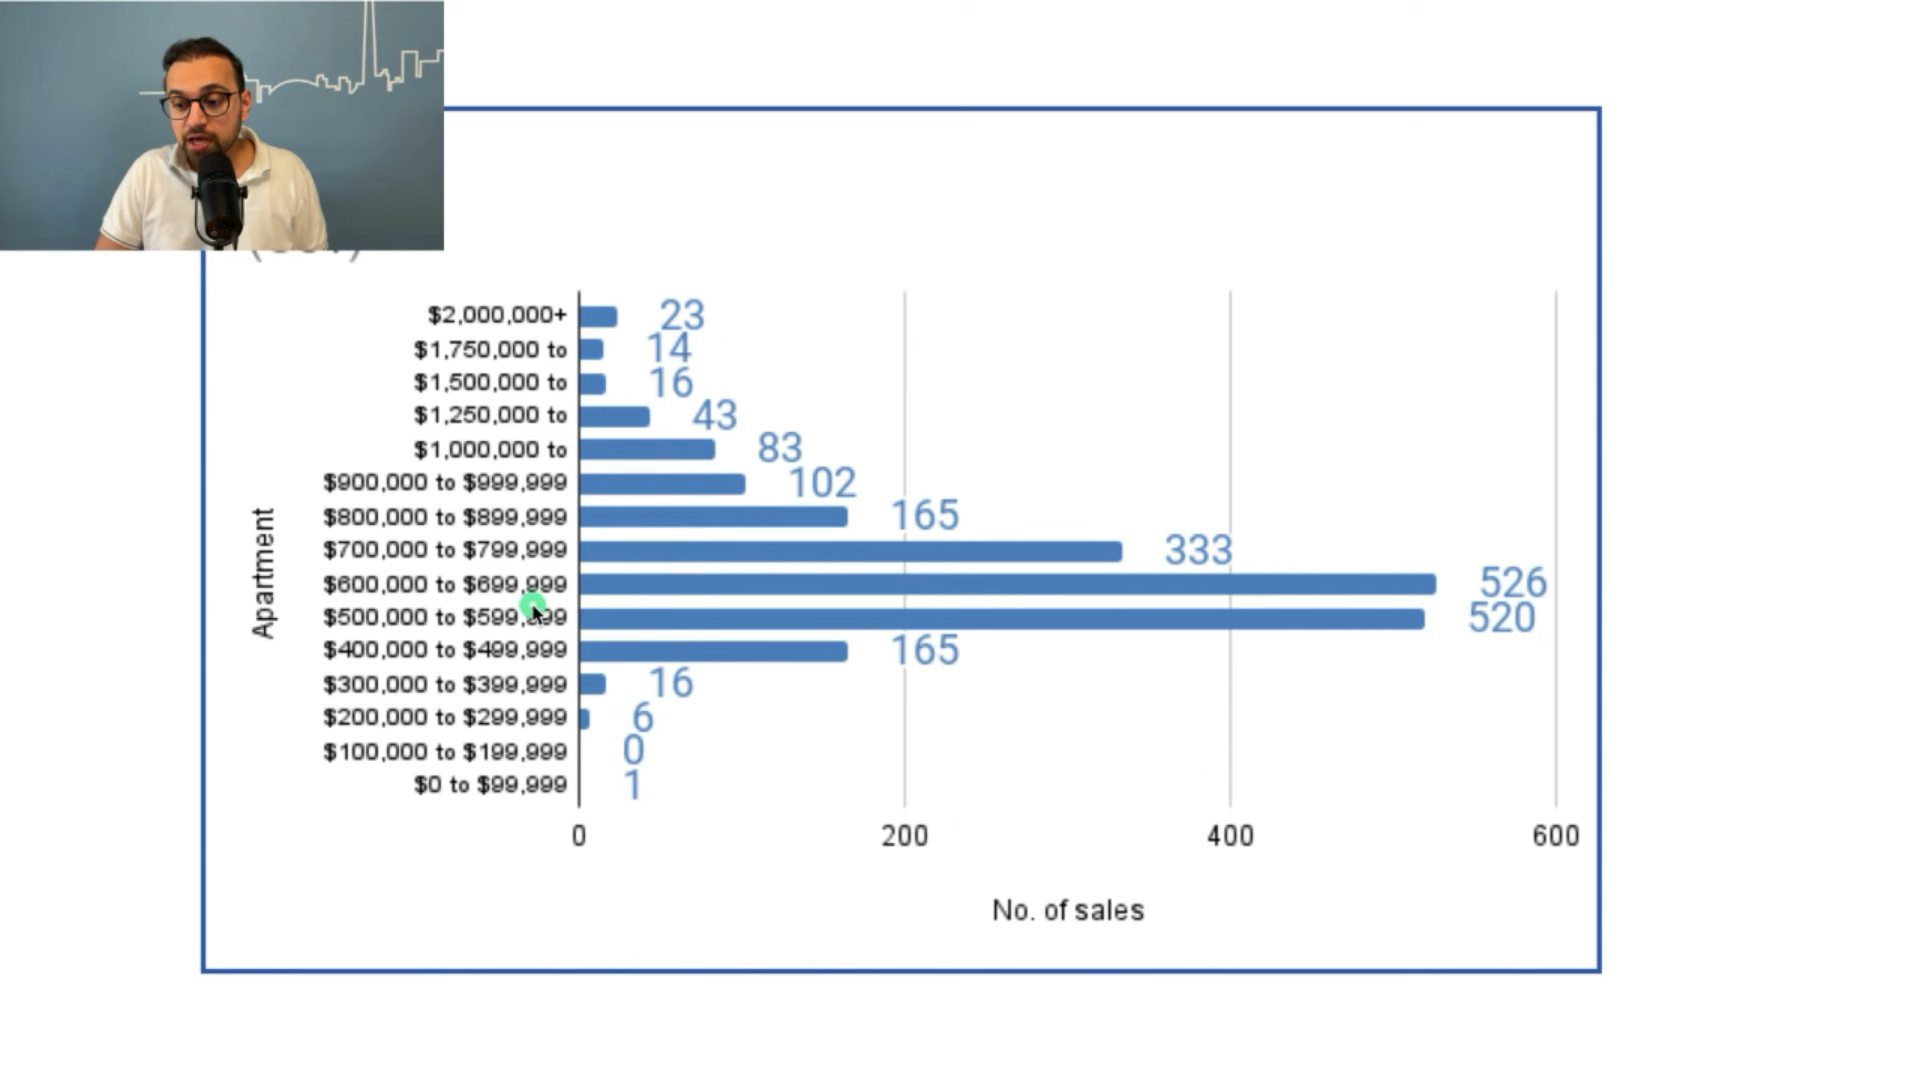 $2,000,000+ 23
$1,750,000 to 14
$1,500,000 to 16
$1,250,000 to 43
$1,000,000 to 83
$900,000 to $999,999 102
$800,000 to $899,999 165
$700,000 to $799,999 333
$600,000 to $699,999 526
$500,000 to $599,999 520
$400,000 to $499,999 165
$300,000 to $399,999 16
$200,000 to $299,999 6
$100,000 to $199,999 0
$0 to $99,999 1
Apartment
0 200 400 600
No. of sales